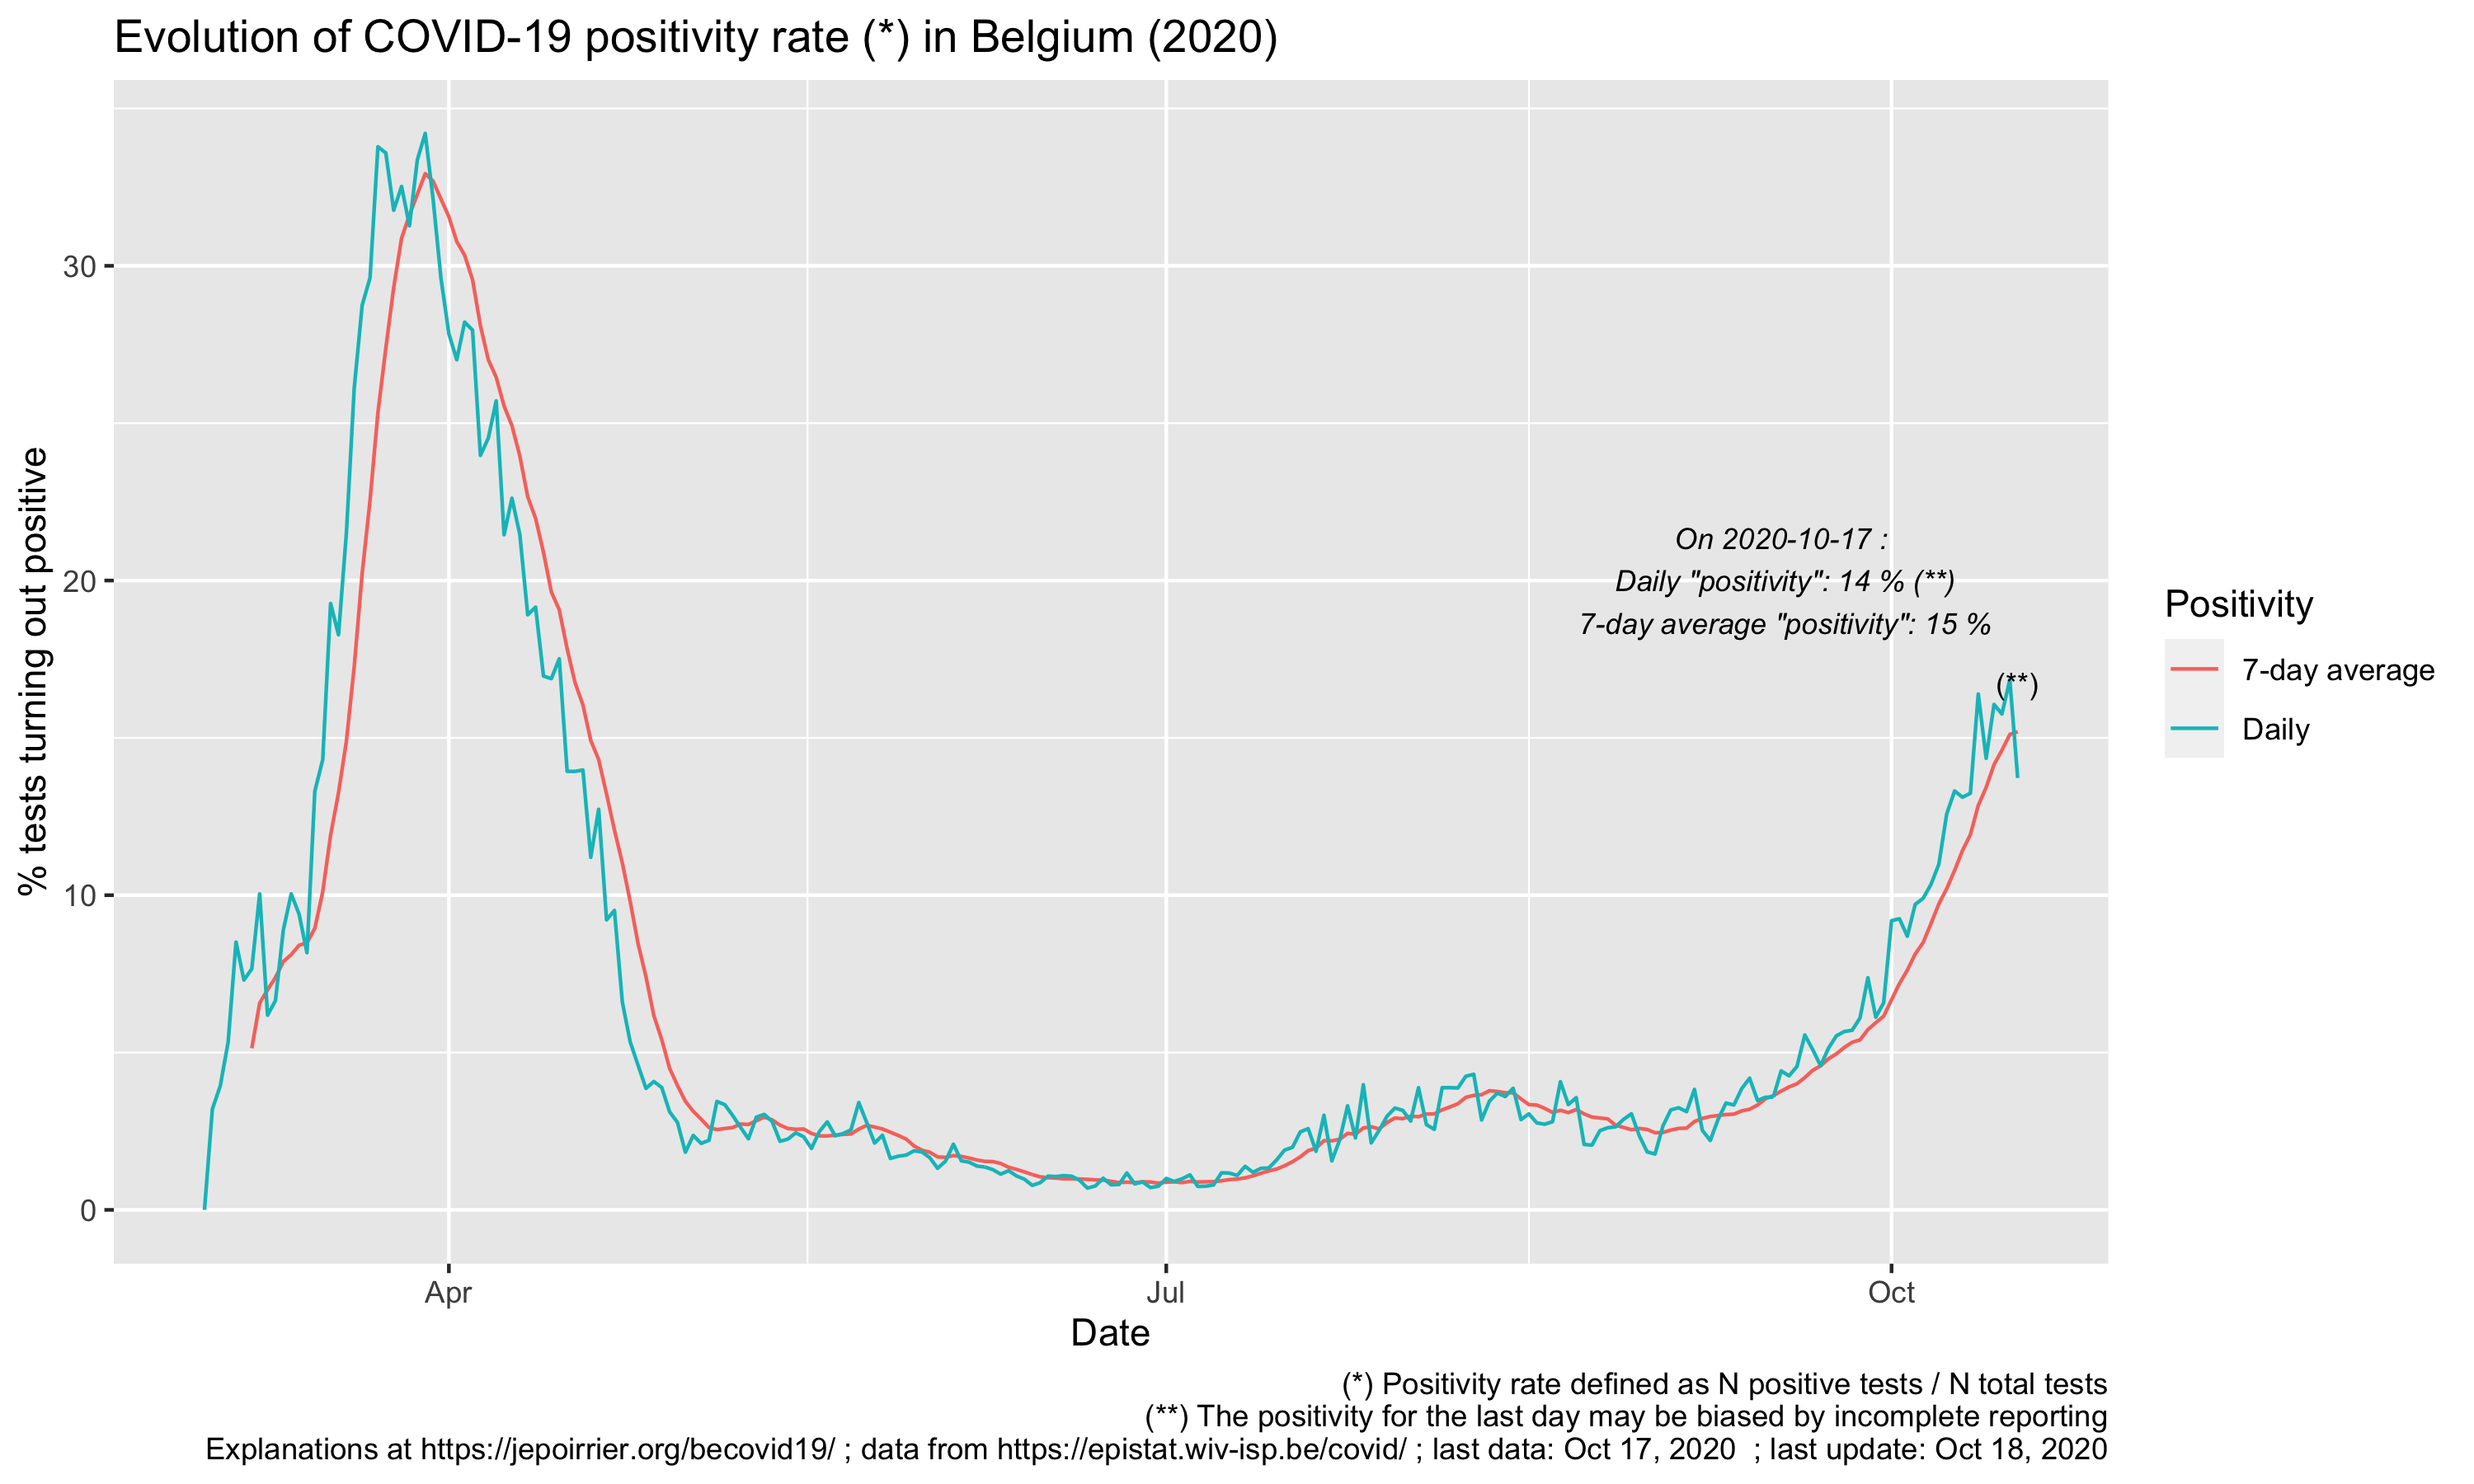 Evolution of COVID-19 positivity rate (*) in Belgium (2020)
% tests turning out positive
30
20
10
0
On 2020-10-17 :
Daily "positivity": 14 % (**)
7-day average "positivity": 15 %
(**)
Positivity
7-day average
Daily
Apr
Jul
Oct
Date
(*) Positivity rate defined as N positive tests / N total tests
(**) The positivity for the last day may be biased by incomplete reporting
Explanations at https://jepoirrier.org/becovid19/ ; data from https://epistat.wiv-isp.be/covid/ ; last data: Oct 17, 2020  ; last update: Oct 18, 2020